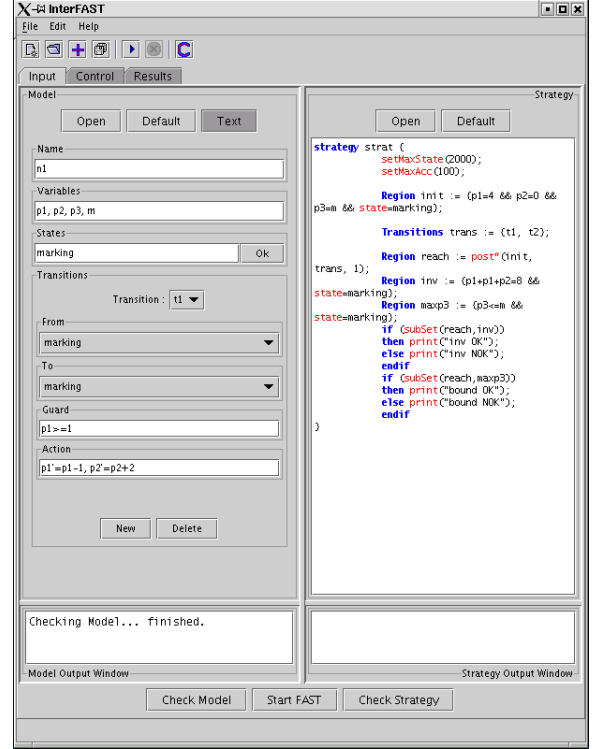 InterFAST
File Edit Help
C
Input Control Results
Model
Open Default Text
Name
n1
Variables
p1, p2, p3, m
States
marking Ok
Transitions
Transition : t1
From
marking
To
marking
Guard
p1>=1
Action
p1'=p1-1, p2'=p2+2
New Delete
Strategy
Open Default
strategy strat {
setMaxState(2000);
setMaxAcc(100);
Region init := {p1=4 && p2=0 &&
p3=m && state=marking};
Transitions trans := {t1, t2};
Region reach := post*(init,
trans, 1);
Region inv := {p1+p1+p2=8 &&
state=marking};
Region maxp3 := {p3<=m &&
state=marking};
if (subSet(reach,inv))
then print("inv OK");
else print("inv NOK");
endif
if (subSet(reach,maxp3))
then print("bound OK");
else print("bound NOK");
endif
}
Checking Model... finished.
Model Output Window
Strategy Output Window
Check Model Start FAST Check Strategy